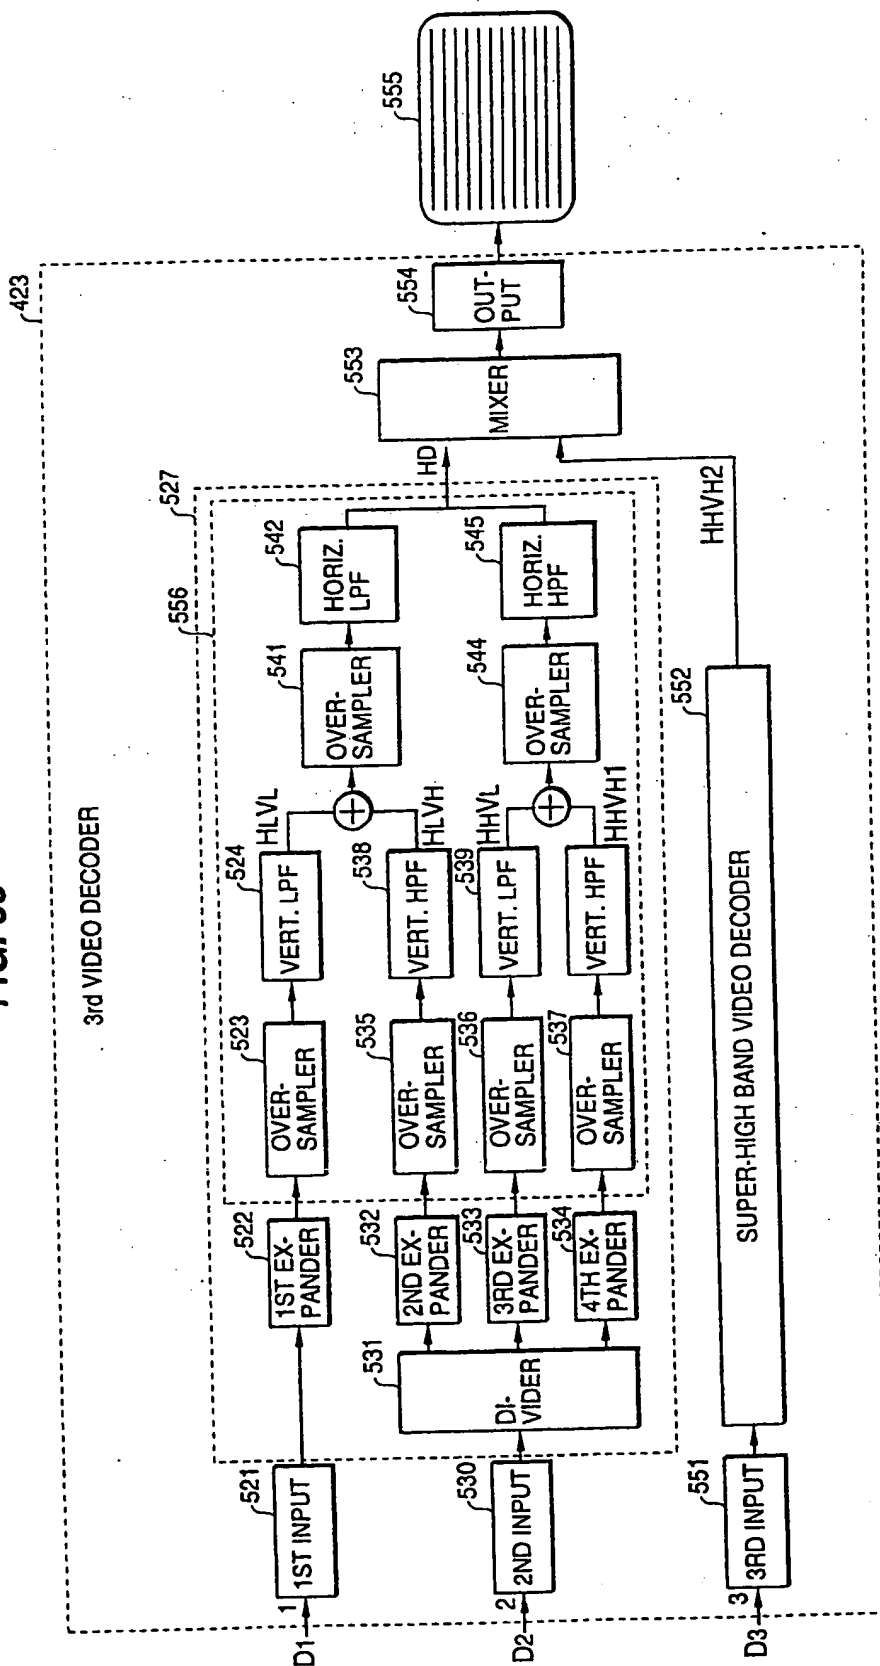 3rd VIDEO DECODER
423
D1
1
1ST INPUT
521
1ST EX-
PANDER
522
OVER-
SAMPLER
523
VERT. LPF
524
HLVL
D2
2
2ND INPUT
530
DI-
VIDER
531
2ND EX-
PANDER
532
OVER-
SAMPLER
535
VERT. HPF
538
HLVH
3RD EX-
PANDER
533
OVER-
SAMPLER
536
VERT. LPF
539
HHVL
4TH EX-
PANDER
534
OVER-
SAMPLER
537
VERT. HPF
HHVH1
OVER-
SAMPLER
541
HORIZ.
LPF
542
OVER-
SAMPLER
544
HORIZ.
HPF
545
556
527
HD
MIXER
553
OUT-
PUT
554
555
D3
3
3RD INPUT
551
SUPER-HIGH BAND VIDEO DECODER
552
HHVH2